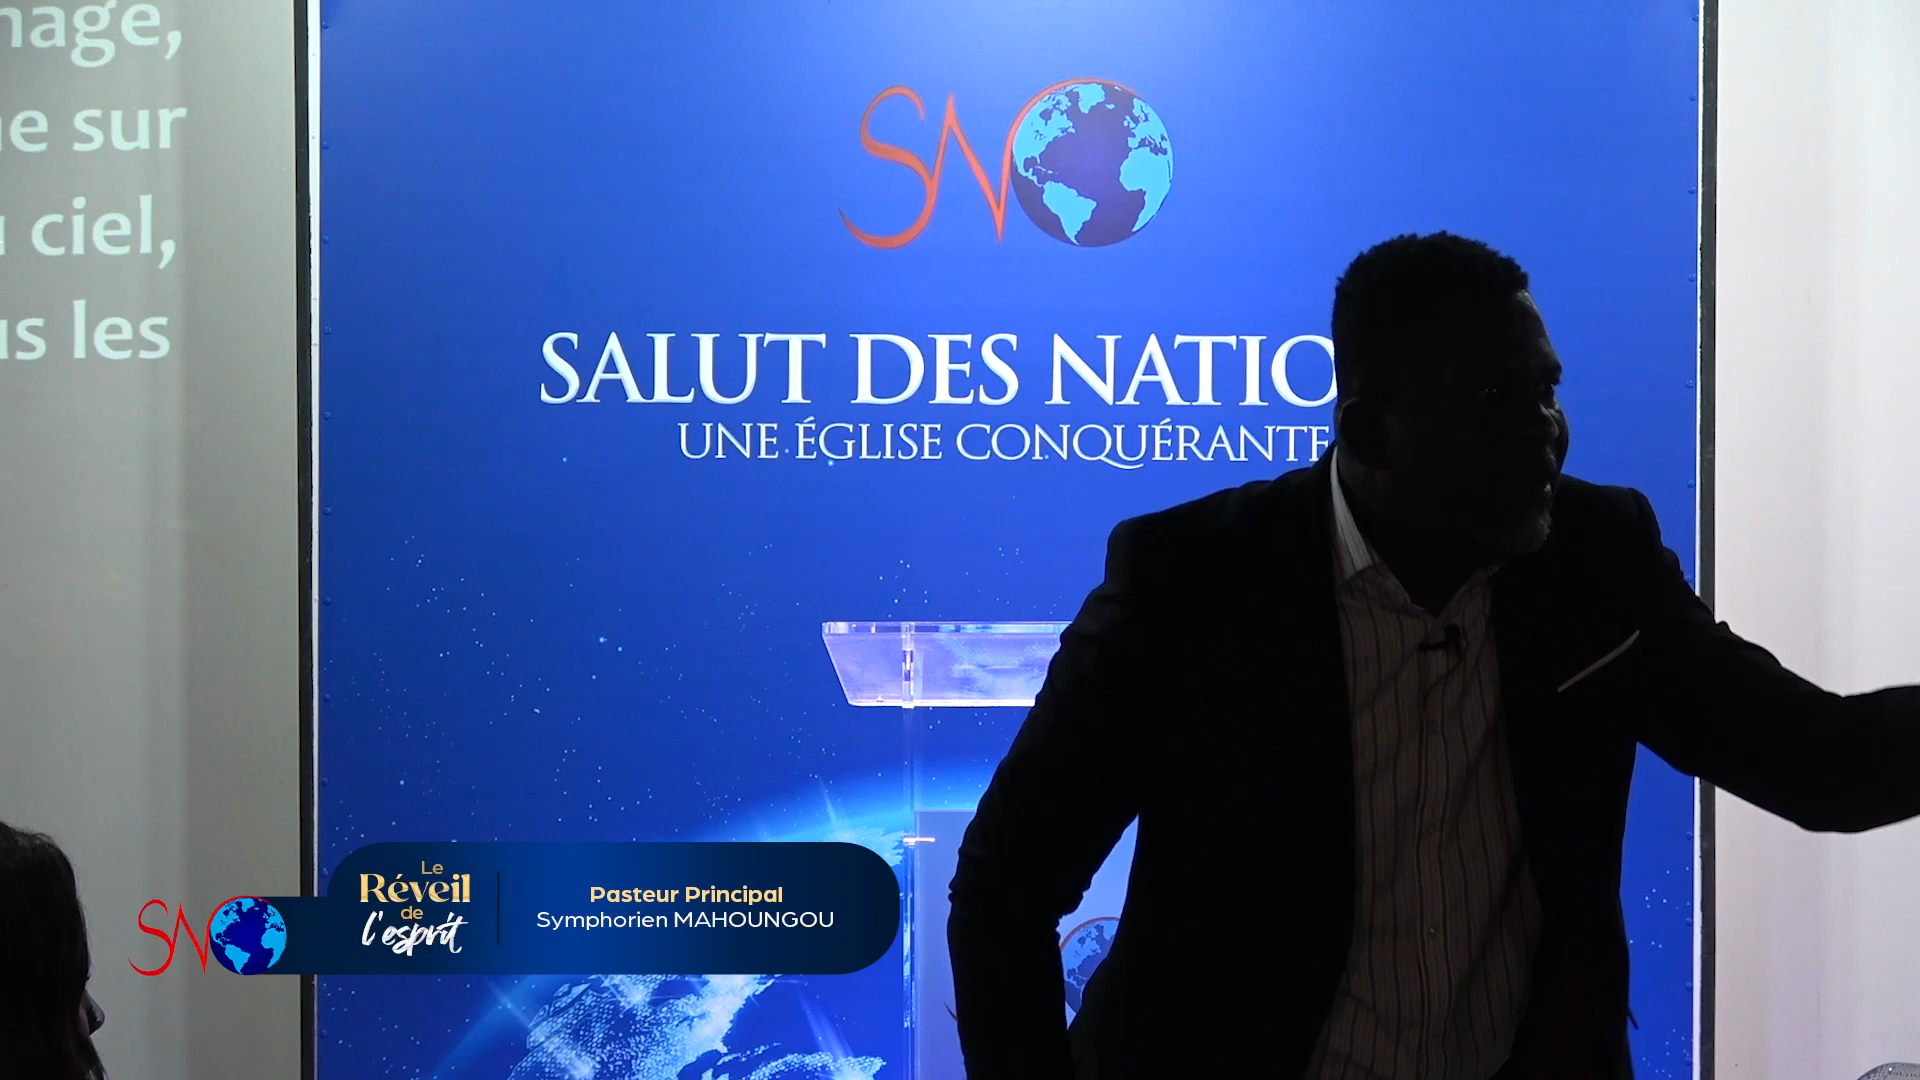 nage,
ne sur
u ciel,
us les
SN
SALUT DES NATIO
UNE ÉGLISE CONQUÉRANTE
Le
Réveil
de
l'esprit
Pasteur Principal
Symphorien MAHOUNGOU
SN